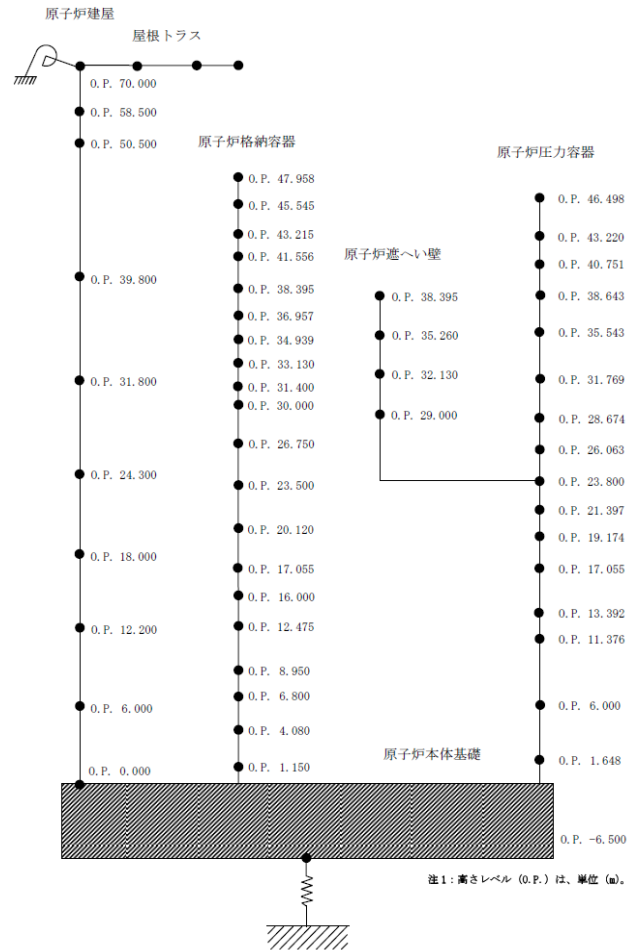 原子炉建屋
屋根トラス
O.P. 70.000
O.P. 58.500
O.P. 50.500
O.P. 39.800
O.P. 31.800
O.P. 24.300
O.P. 18.000
O.P. 12.200
O.P. 6.000
O.P. 0.000
原子炉格納容器
O.P. 47.958
O.P. 45.545
O.P. 43.215
O.P. 41.556
O.P. 38.395
O.P. 36.957
O.P. 34.939
O.P. 33.130
O.P. 31.400
O.P. 30.000
O.P. 26.750
O.P. 23.500
O.P. 20.120
O.P. 17.055
O.P. 16.000
O.P. 12.475
O.P. 8.950
O.P. 6.800
O.P. 4.080
O.P. 1.150
原子炉遮へい壁
O.P. 38.395
O.P. 35.260
O.P. 32.130
O.P. 29.000
原子炉圧力容器
O.P. 46.498
O.P. 43.220
O.P. 40.751
O.P. 38.643
O.P. 35.543
O.P. 31.769
O.P. 28.674
O.P. 26.063
O.P. 23.800
O.P. 21.397
O.P. 19.174
O.P. 17.055
O.P. 13.392
O.P. 11.376
O.P. 6.000
O.P. 1.648
原子炉本体基礎
O.P. -6.500
注1：高さレベル（O.P.）は、単位（m）。